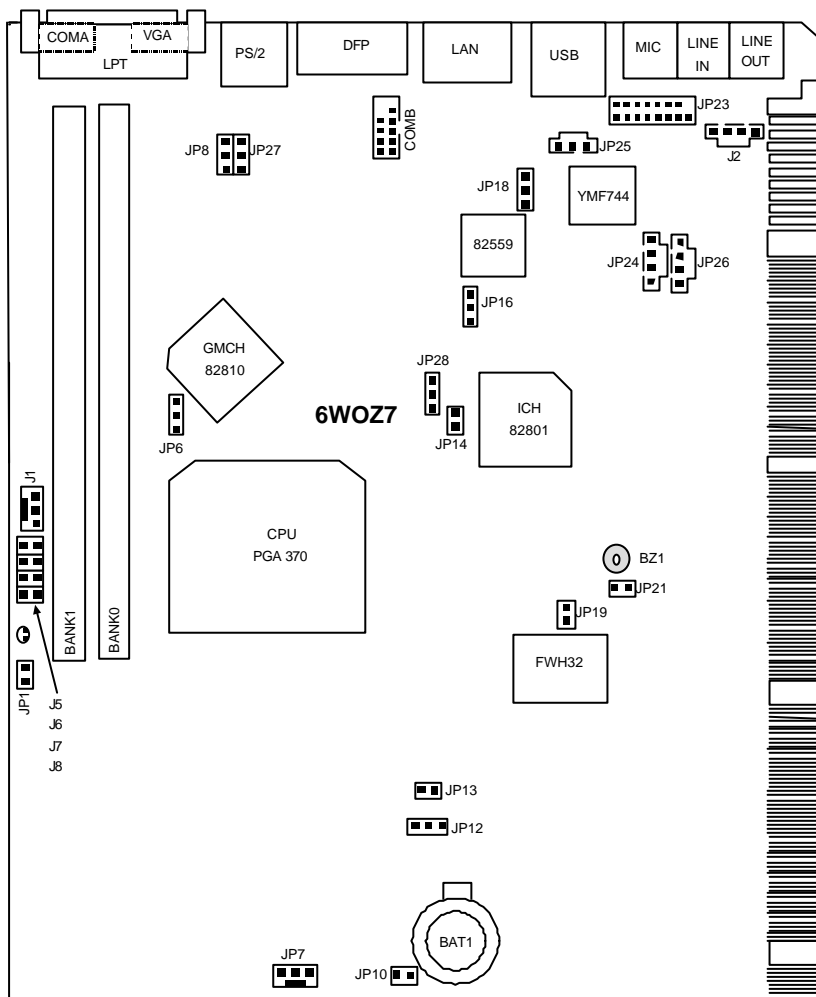 COMA
VGA
LPT
PS/2
DFP
LAN
USB
MIC
LINE
IN
LINE
OUT
JP23
COMB
JP8
JP27
JP25
J2
JP18
YMF744
82559
JP24
JP26
JP16
GMCH
82810
JP28
6WOZ7
ICH
82801
JP14
JP6
J1
CPU
PGA 370
BZ1
JP21
JP19
BANK1
BANK0
FWH32
JP1
J5
J6
J7
J8
JP13
JP12
BAT1
JP7
JP10